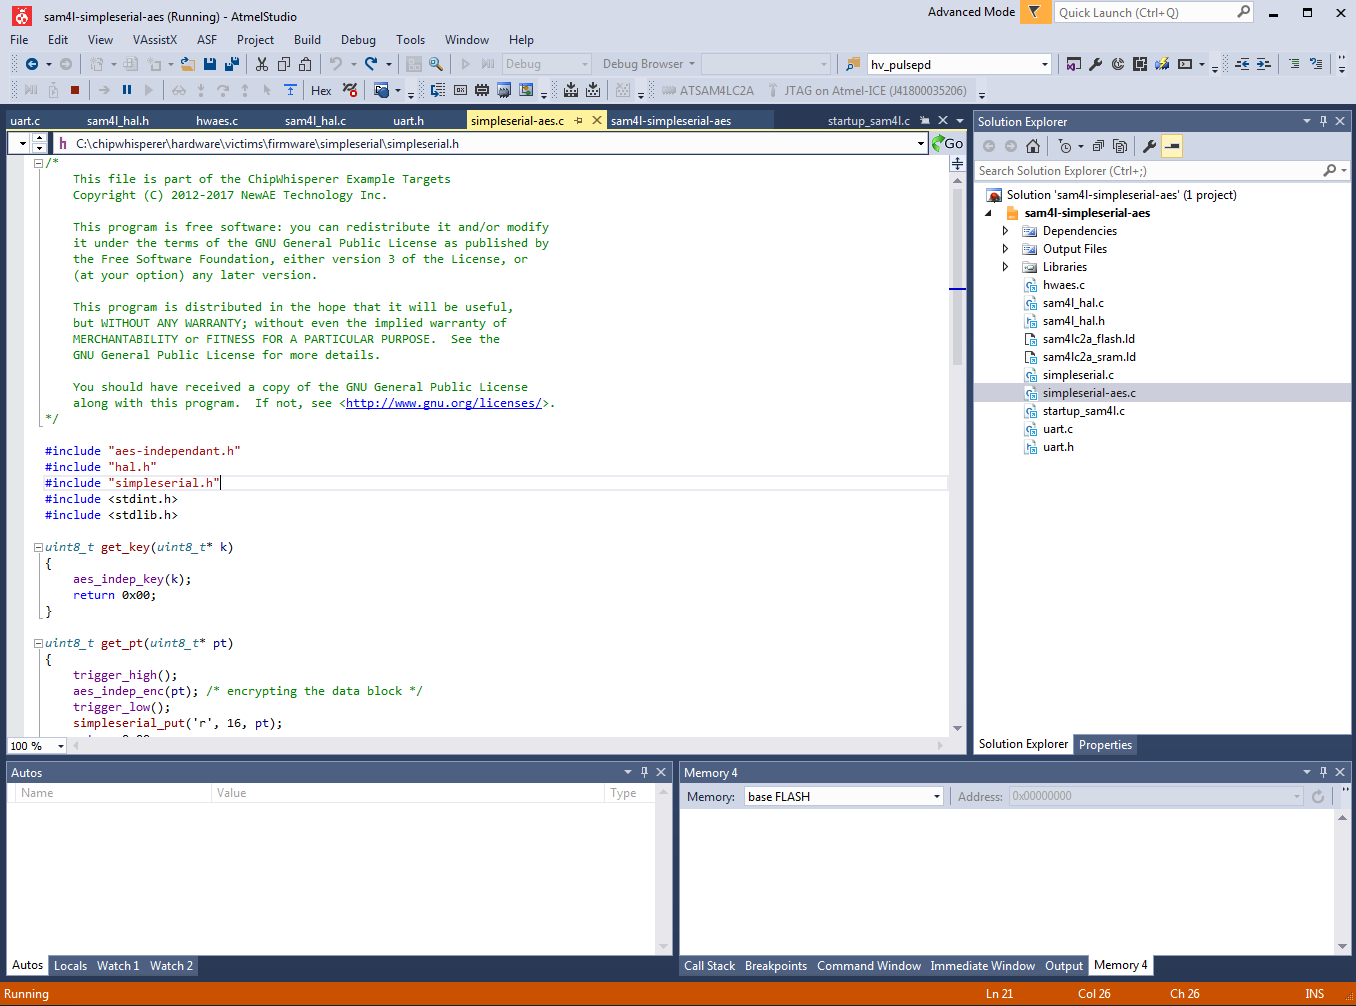 sam4l-simpleserial-aes (Running) - AtmelStudio
Advanced Mode
Quick Launch (Ctrl+Q)
File Edit View VAssistX ASF Project Build Debug Tools Window Help
Debug Debug Browser hv_pulsepd
Hex ATSAM4LC2A JTAG on Atmel-ICE (J41800035206)
uart.c sam4l_hal.h hwaes.c sam4l_hal.c uart.h simpleserial-aes.c sam4l-simpleserial-aes startup_sam4l.c
h C:\chipwhisperer\hardware\victims\firmware\simpleserial\simpleserial.h Go
/*
This file is part of the ChipWhisperer Example Targets
Copyright (C) 2012-2017 NewAE Technology Inc.
This program is free software: you can redistribute it and/or modify
it under the terms of the GNU General Public License as published by
the Free Software Foundation, either version 3 of the License, or
(at your option) any later version.
This program is distributed in the hope that it will be useful,
but WITHOUT ANY WARRANTY; without even the implied warranty of
MERCHANTABILITY or FITNESS FOR A PARTICULAR PURPOSE.  See the
GNU General Public License for more details.
You should have received a copy of the GNU General Public License
along with this program.  If not, see <http://www.gnu.org/licenses/>.
*/
#include "aes-independant.h"
#include "hal.h"
#include "simpleserial.h"
#include <stdint.h>
#include <stdlib.h>
uint8_t get_key(uint8_t* k)
{
aes_indep_key(k);
return 0x00;
}
uint8_t get_pt(uint8_t* pt)
{
trigger_high();
aes_indep_enc(pt); /* encrypting the data block */
trigger_low();
simpleserial_put('r', 16, pt);
100 %
Solution Explorer
Search Solution Explorer (Ctrl+;)
Solution 'sam4l-simpleserial-aes' (1 project)
sam4l-simpleserial-aes
Dependencies
Output Files
Libraries
hwaes.c
sam4l_hal.c
sam4l_hal.h
sam4lc2a_flash.ld
sam4lc2a_sram.ld
simpleserial.c
simpleserial-aes.c
startup_sam4l.c
uart.c
uart.h
Solution Explorer Properties
Autos
Name Value Type
Autos Locals Watch 1 Watch 2
Memory 4
Memory: base FLASH Address: 0x00000000
Call Stack Breakpoints Command Window Immediate Window Output Memory 4
Running Ln 21 Col 26 Ch 26 INS